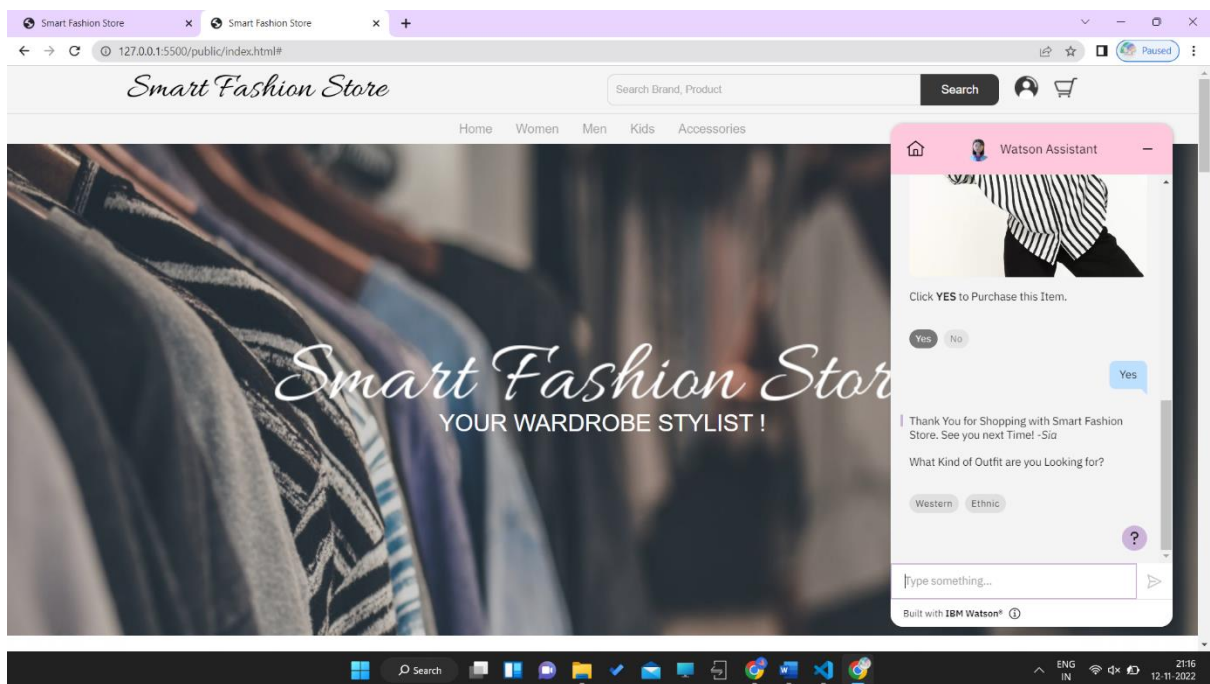 Smart Fashion Store
Smart Fashion Store
127.0.0.1:5500/public/index.html#
Paused
Smart Fashion Store
Search Brand, Product
Search
Home Women Men Kids Accessories
Watson Assistant
Click YES to Purchase this Item.
Yes No
Yes
Smart Fashion Stor
YOUR WARDROBE STYLIST !
Thank You for Shopping with Smart Fashion
Store. See you next Time! -Sia
What Kind of Outfit are you Looking for?
Western Ethnic
?
Type something...
Built with IBM Watson®
Search
ENG
IN
21:16
12-11-2022